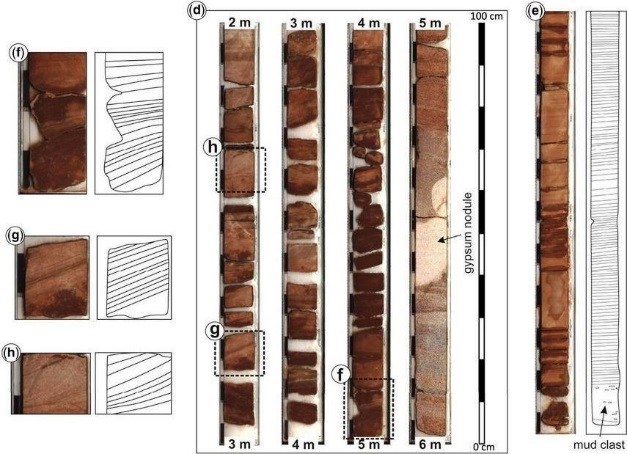 (d)
2 m 3 m 4 m 5 m
100 cm
(e)
(f)
(h)
(g)
(h)
gypsum nodule
(g)
(f)
3 m 4 m 5 m 6 m
0 cm
mud clast